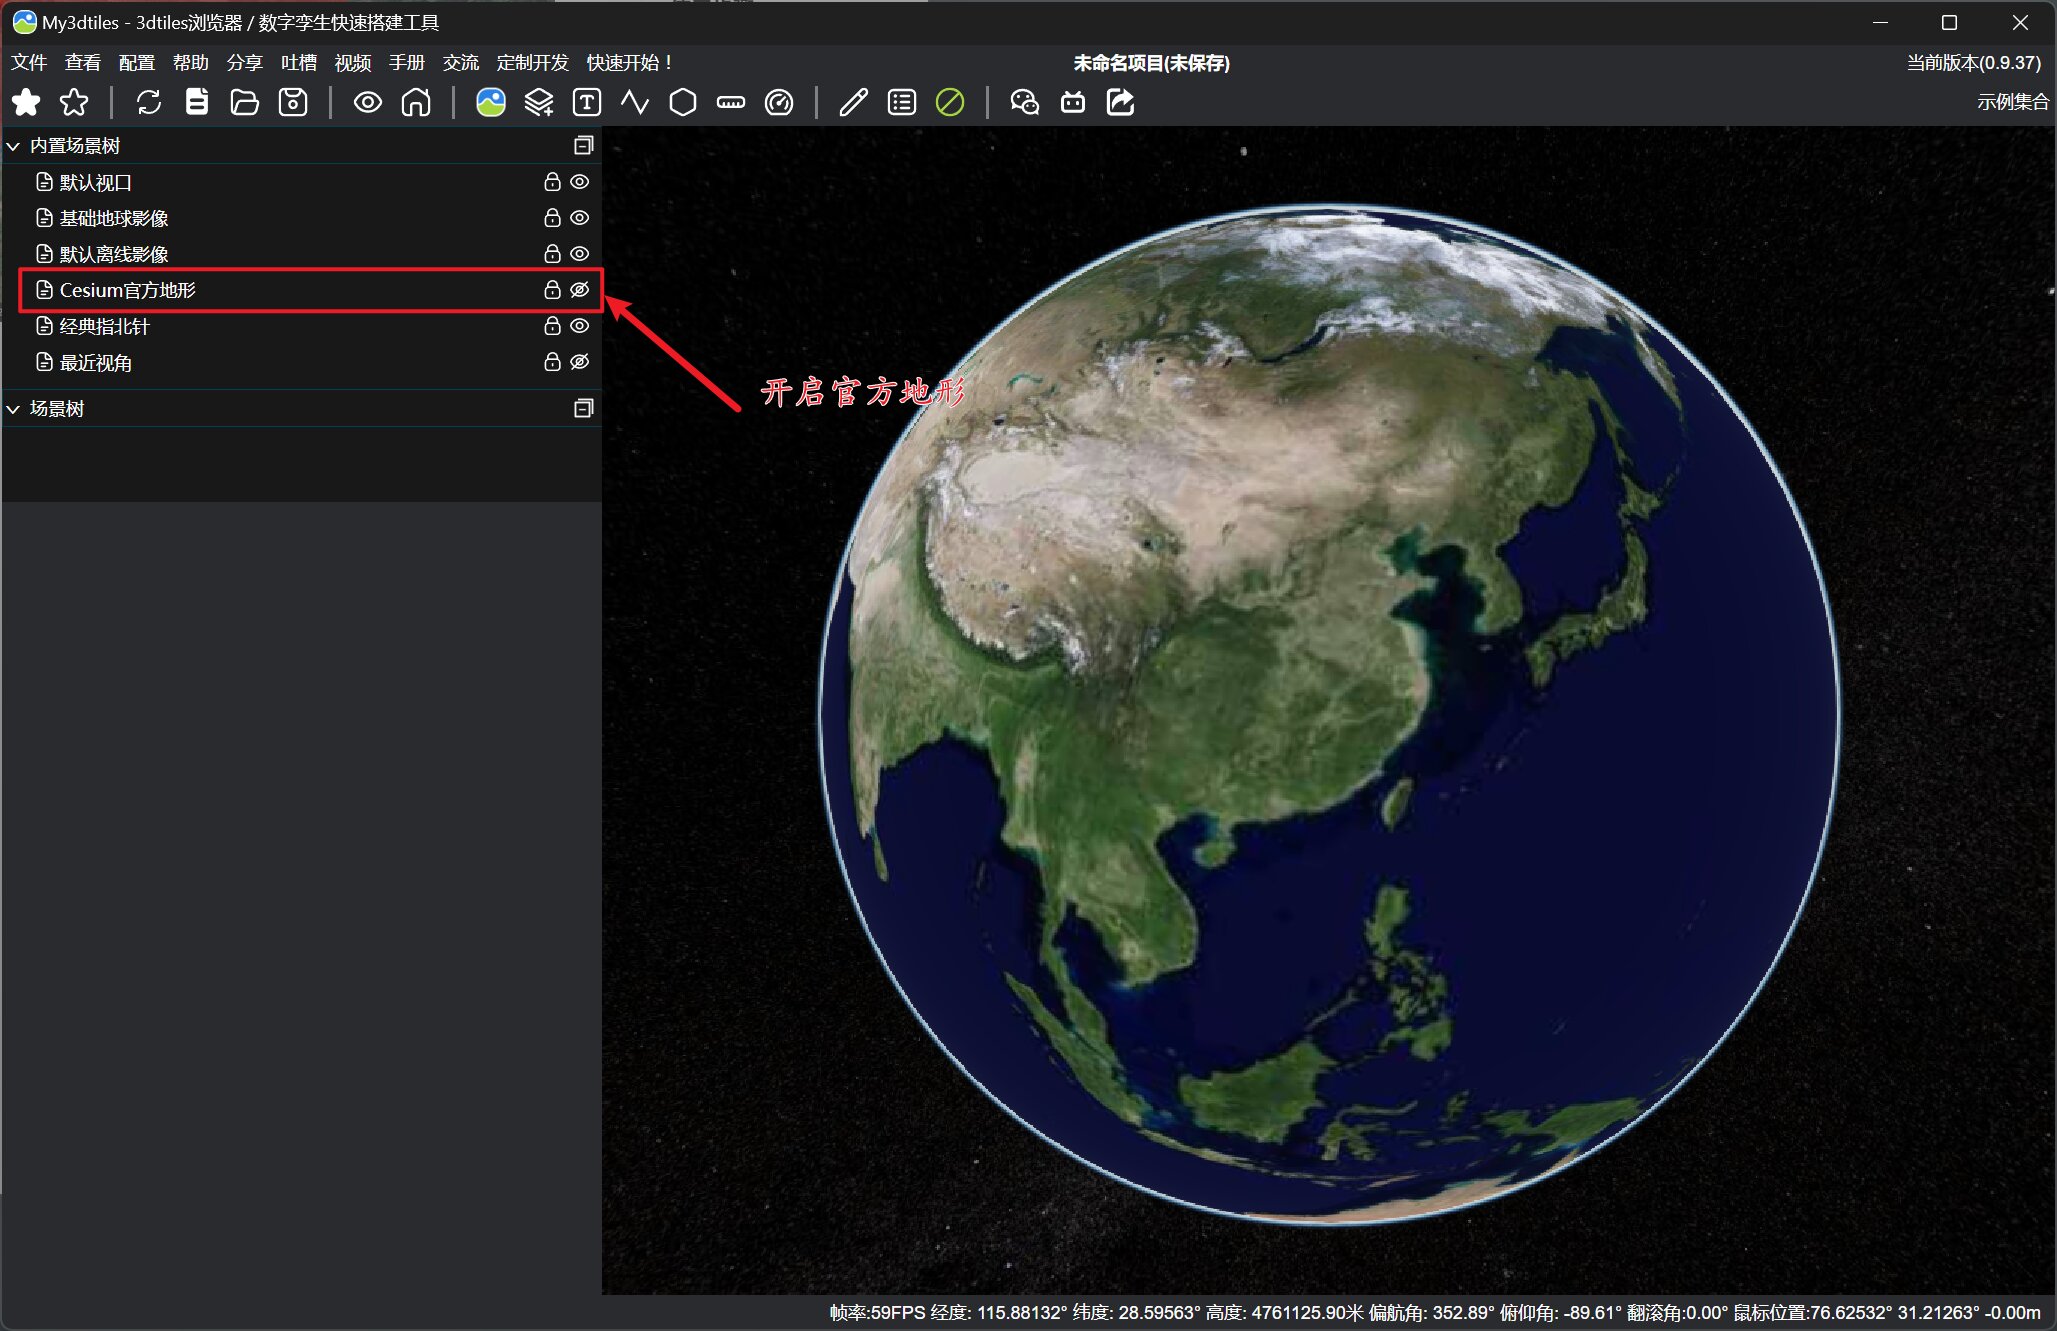 My3dtiles - 3dtiles浏览器 / 数字孪生快速搭建工具
文件 查看 配置 帮助 分享 吐槽 视频 手册 交流 定制开发 快速开始！ 未命名项目(未保存) 当前版本(0.9.37)
示例集合
内置场景树
默认视口
基础地球影像
默认离线影像
Cesium官方地形
经典指北针
最近视角
开启官方地形
场景树
帧率:59FPS 经度: 115.88132° 纬度: 28.59563° 高度: 4761125.90米 偏航角: 352.89° 俯仰角: -89.61° 翻滚角:0.00° 鼠标位置:76.62532° 31.21263° -0.00m